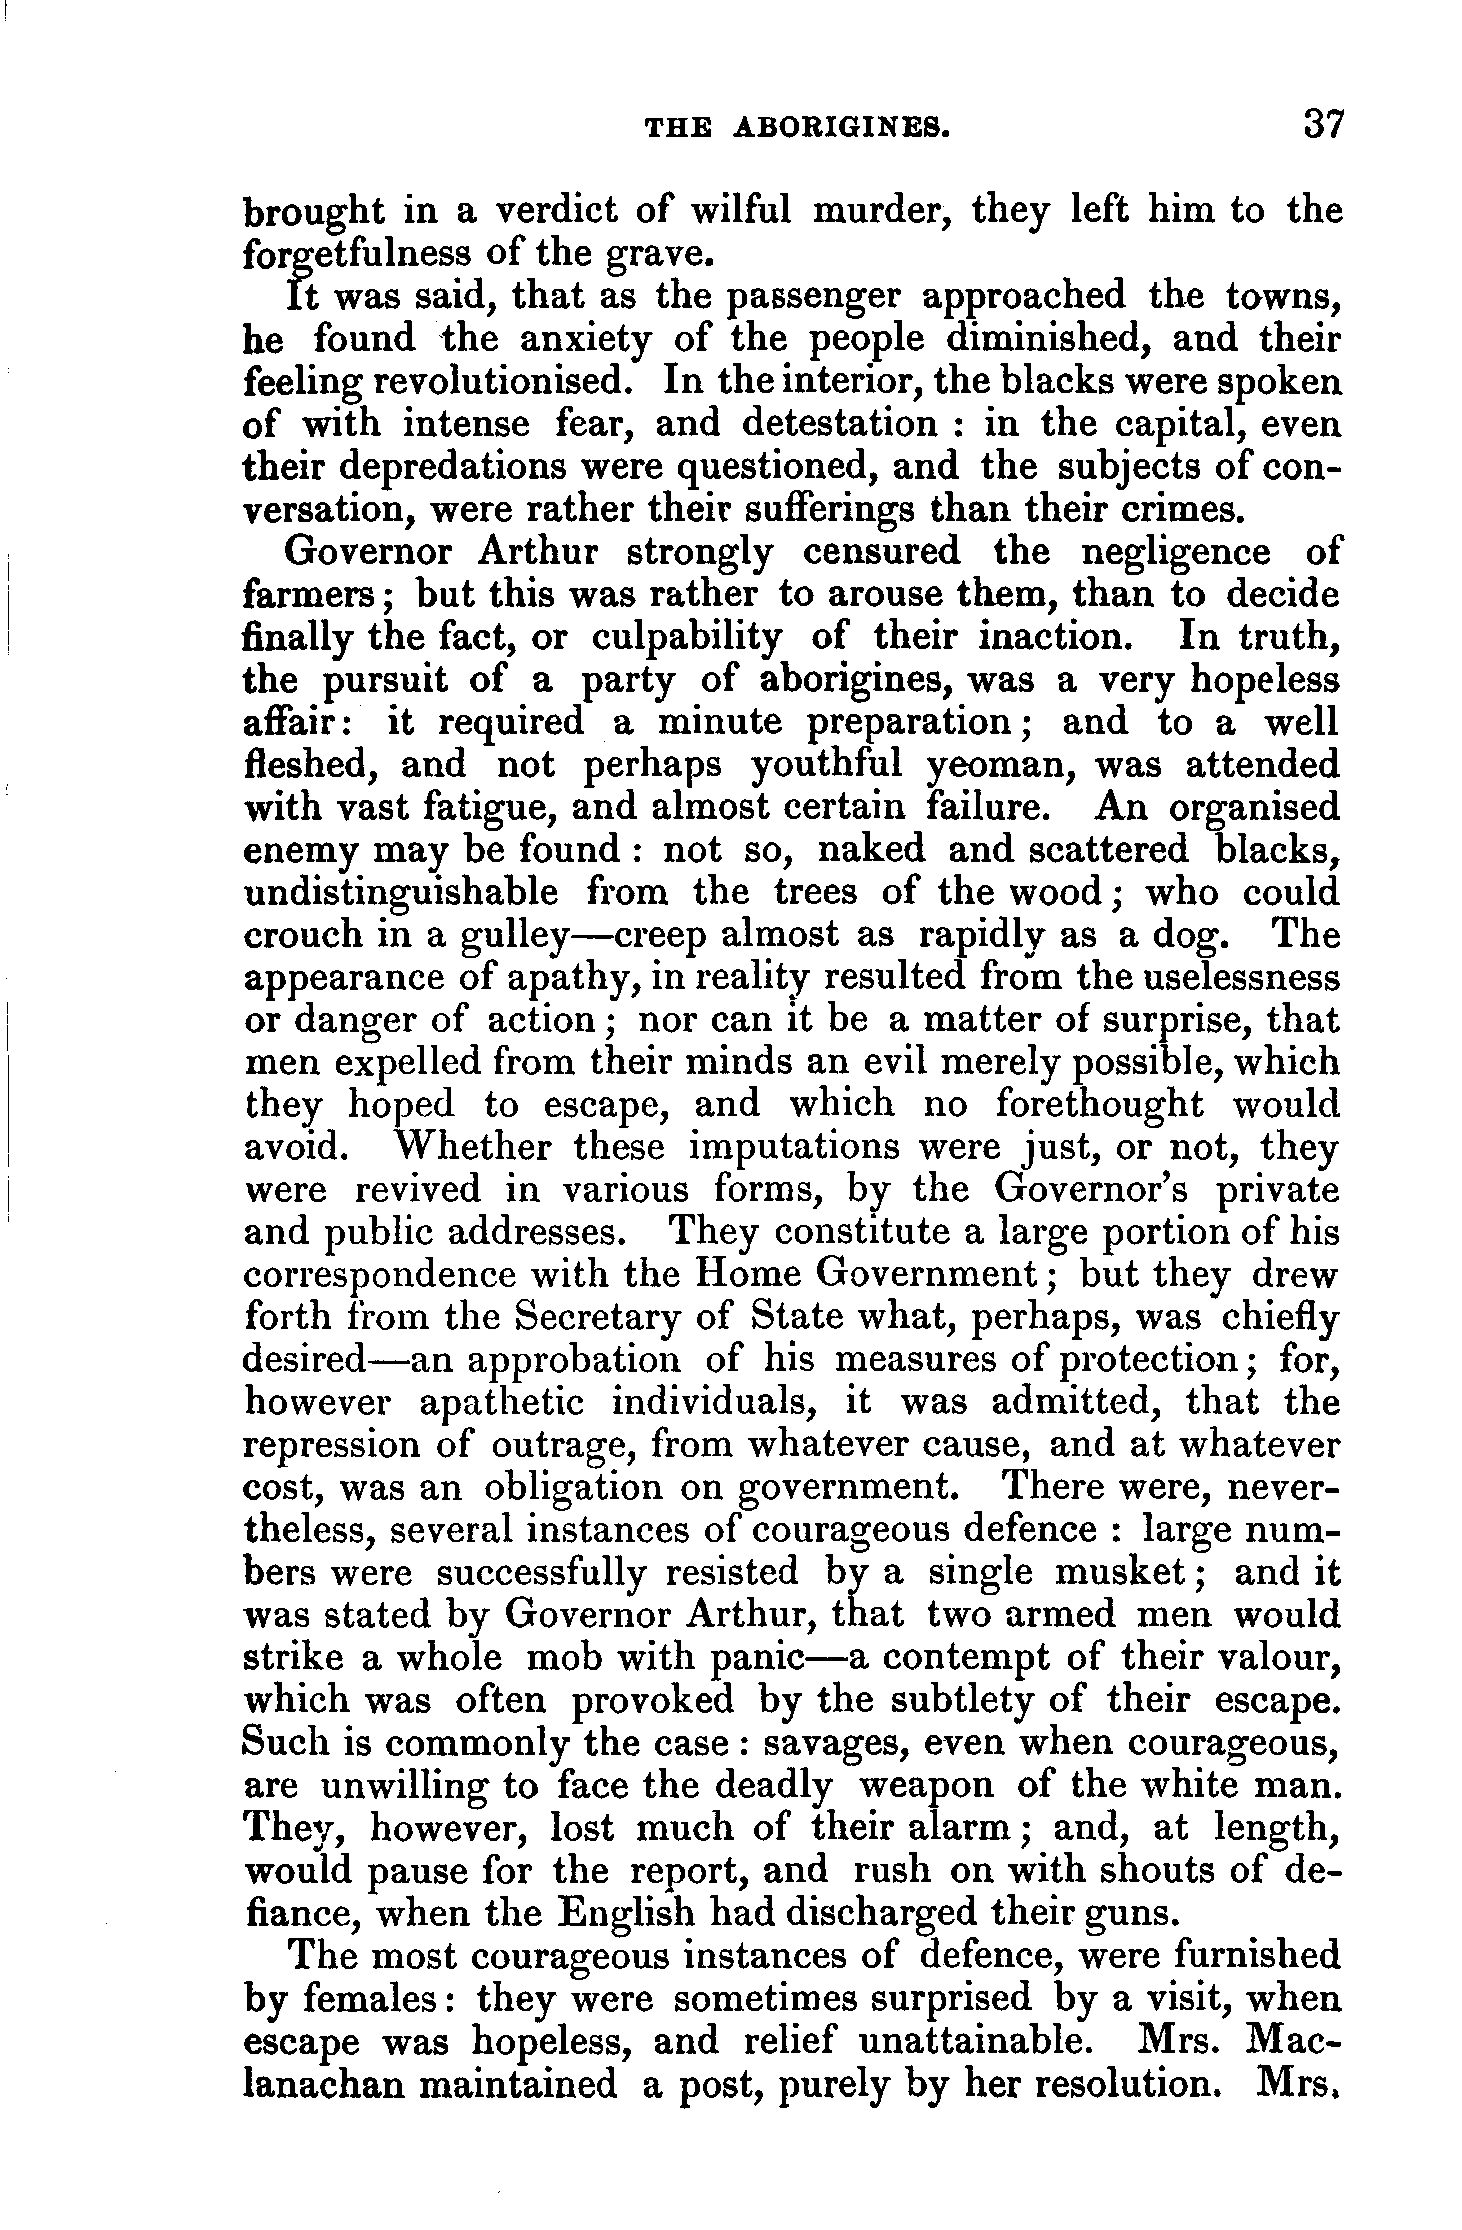 THE ABORIGINES. 37
brought in a verdict of wilful murder, they left him to the
forgetfulness of the grave.
It was said, that as the passenger approached the towns,
he found the anxiety of the people diminished, and their
feeling revolutionised. In the interior, the blacks were spoken
of with intense fear, and detestation : in the capital, even
their depredations were questioned, and the subjects of con-
versation, were rather their sufferings than their crimes.
Governor Arthur strongly censured the negligence of
farmers ; but this was rather to arouse them, than to decide
finally the fact, or culpability of their inaction. In truth,
the pursuit of a party of aborigines, was a very hopeless
affair: it required a minute preparation ; and to a well
fleshed, and not perhaps youthful yeoman, was attended
with vast fatigue, and almost certain failure. An organised
enemy may be found : not so, naked and scattered blacks,
undistinguishable from the trees of the wood ; who could
crouch in a gulley—creep almost as rapidly as a dog. The
appearance of apathy, in reality resulted from the uselessness
or danger of action ; nor can it be a matter of surprise, that
men expelled from their minds an evil merely possible, which
they hoped to escape, and which no forethought would
avoid. Whether these imputations were just, or not, they
were revived in various forms, by the Governor's private
and public addresses. They constitute a large portion of his
correspondence with the Home Government ; but they drew
forth from the Secretary of State what, perhaps, was chiefly
desired—an approbation of his measures of protection ; for,
however apathetic individuals, it was admitted, that the
repression of outrage, from whatever cause, and at whatever
cost, was an obligation on government. There were, never-
theless, several instances of courageous defence : large num-
bers were successfully resisted by a single musket ; and it
was stated by Governor Arthur, that two armed men would
strike a whole mob with panic—a contempt of their valour,
which was often provoked by the subtlety of their escape.
Such is commonly the case : savages, even when courageous,
are unwilling to face the deadly weapon of the white man.
They, however, lost much of their alarm ; and, at length,
would pause for the report, and rush on with shouts of de-
fiance, when the English had discharged their guns.
The most courageous instances of defence, were furnished
by females : they were sometimes surprised by a visit, when
escape was hopeless, and relief unattainable. Mrs. Mac-
lanachan maintained a post, purely by her resolution. Mrs.